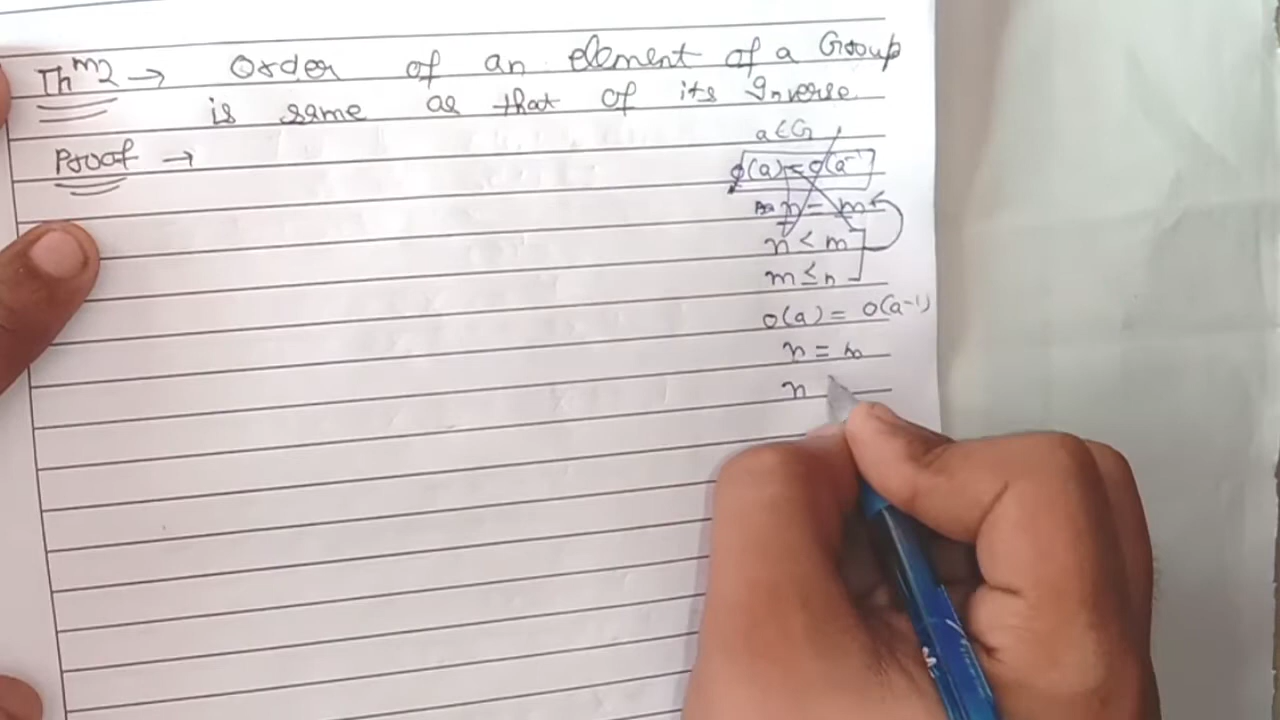 Thm2 → Order of an element of a Group
is same as that of its Inverse
Proof →
a∈G
o(a) = o(a⁻¹)
n = m
n < m
m ≤ n
o(a) = o(a⁻¹)
n = m
n